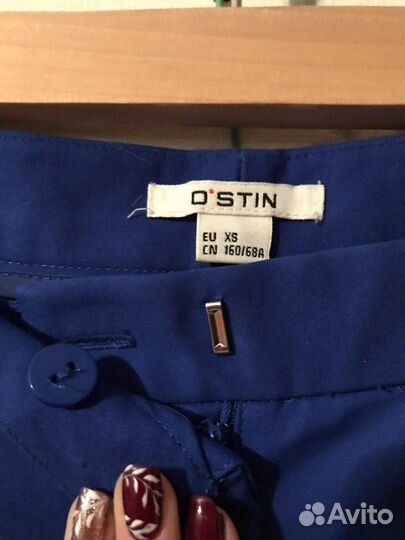 O'STIN
EU XS
CN 160/68A
Avito